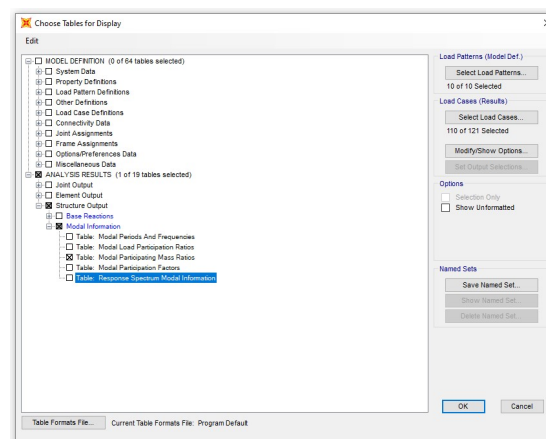 Choose Tables for Display
Edit
MODEL DEFINITION (0 of 64 tables selected)
System Data
Property Definitions
Load Pattern Definitions
Other Definitions
Load Case Definitions
Connectivity Data
Joint Assignments
Frame Assignments
Options/Preferences Data
Miscellaneous Data
ANALYSIS RESULTS (1 of 19 tables selected)
Joint Output
Element Output
Structure Output
Base Reactions
Modal Information
Table: Modal Periods And Frequencies
Table: Modal Load Participation Ratios
Table: Modal Participating Mass Ratios
Table: Modal Participation Factors
Table: Response Spectrum Modal Information
Load Patterns (Model Def.)
Select Load Patterns...
10 of 10 Selected
Load Cases (Results)
Select Load Cases...
110 of 121 Selected
Modify/Show Options...
Set Output Selections...
Options
Selection Only
Show Unformatted
Named Sets
Save Named Set...
Show Named Set...
Delete Named Set...
OK
Cancel
Table Formats File...
Current Table Formats File: Program Default